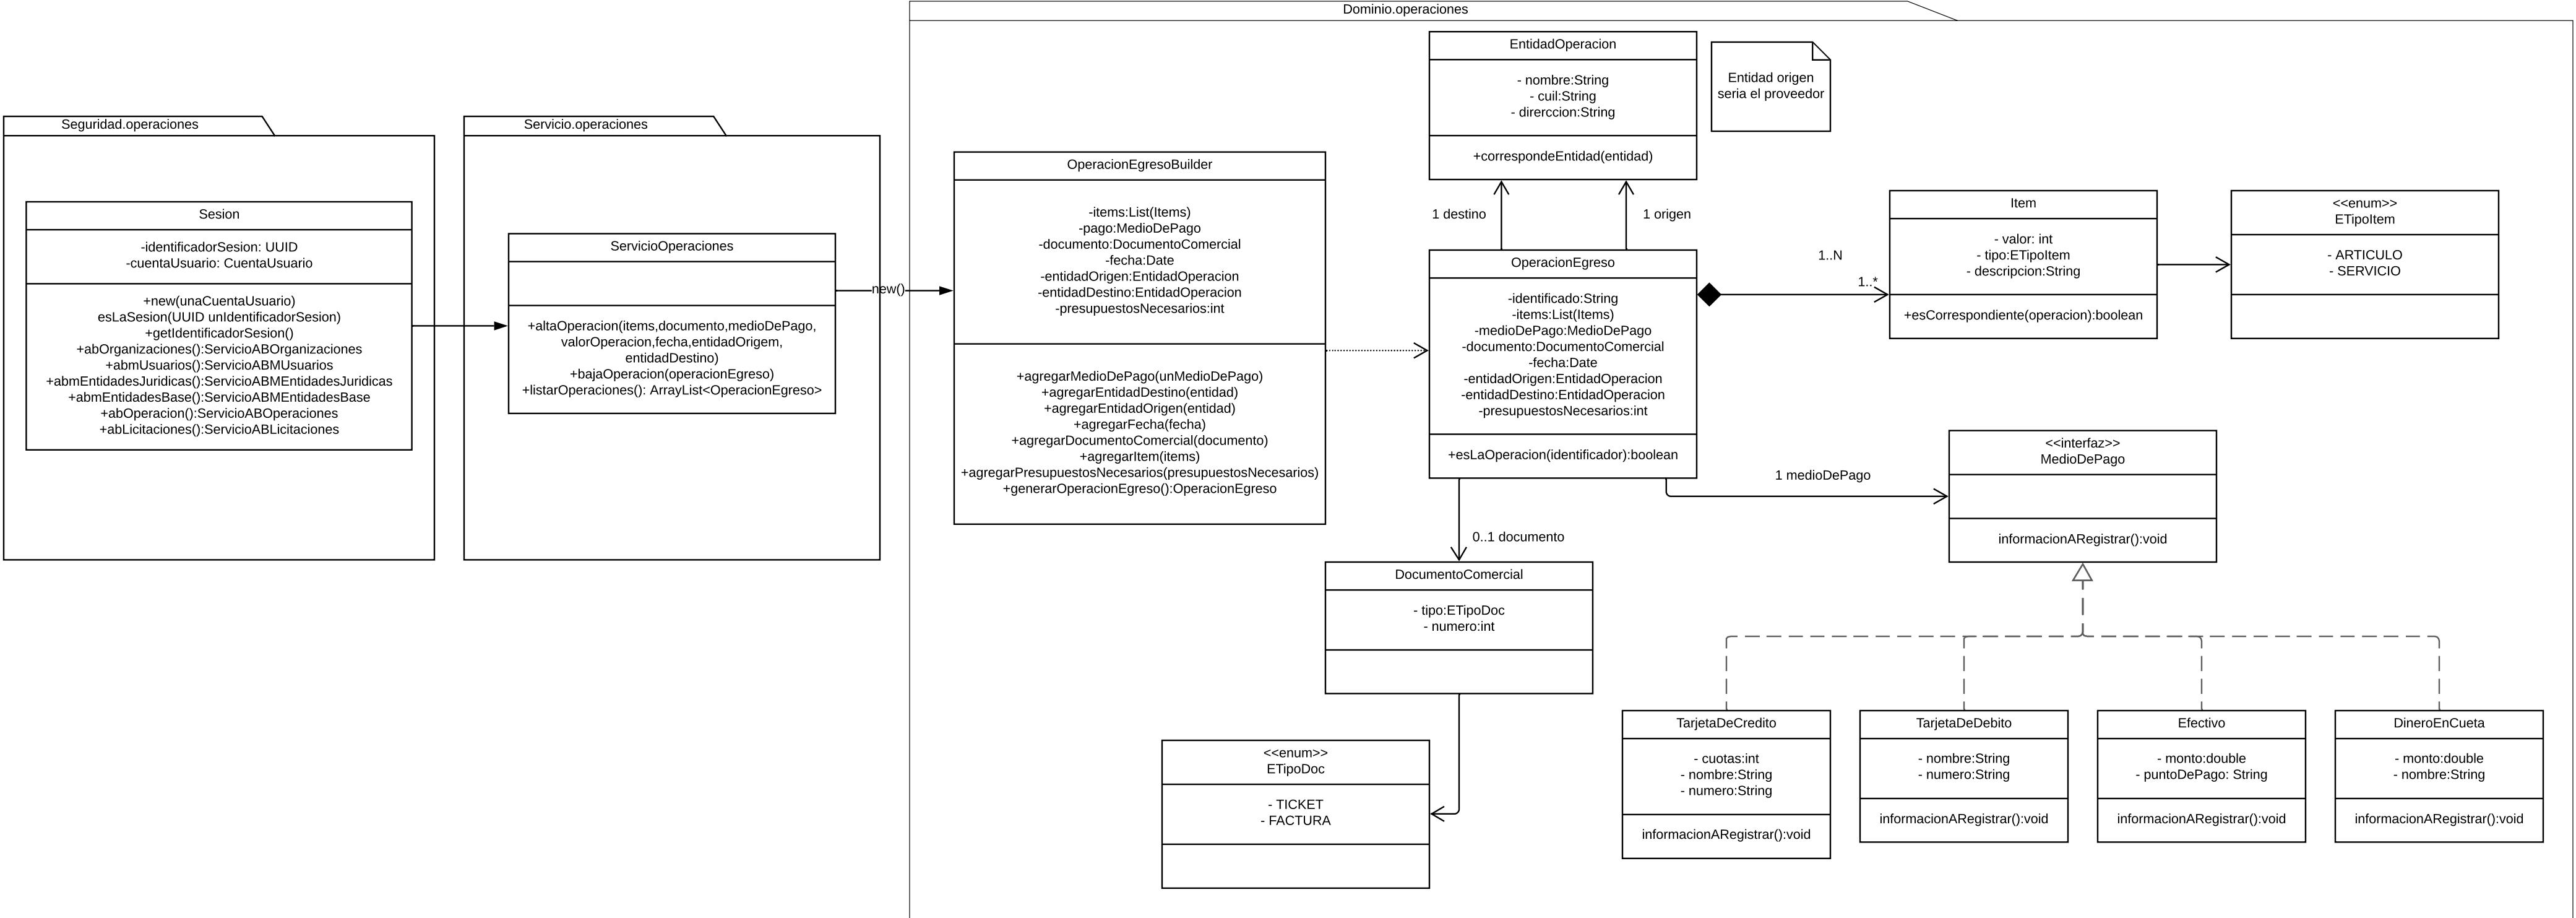 Dominio.operaciones
Seguridad.operaciones
Sesion
-identificadorSesion: UUID
-cuentaUsuario: CuentaUsuario
+new(unaCuentaUsuario)
esLaSesion(UUID unIdentificadorSesion)
+getIdentificadorSesion()
+abOrganizaciones():ServicioABOrganizaciones
+abmUsuarios():ServicioABMUsuarios
+abmEntidadesJuridicas():ServicioABMEntidadesJuridicas
+abmEntidadesBase():ServicioABMEntidadesBase
+abOperacion():ServicioABOperaciones
+abLicitaciones():ServicioABLicitaciones
Servicio.operaciones
ServicioOperaciones
+altaOperacion(items,documento,medioDePago,
valorOperacion,fecha,entidadOrigem,
entidadDestino)
+bajaOperacion(operacionEgreso)
+listarOperaciones(): ArrayList<OperacionEgreso>
new()
OperacionEgresoBuilder
-items:List(Items)
-pago:MedioDePago
-documento:DocumentoComercial
-fecha:Date
-entidadOrigen:EntidadOperacion
-entidadDestino:EntidadOperacion
-presupuestosNecesarios:int
+agregarMedioDePago(unMedioDePago)
+agregarEntidadDestino(entidad)
+agregarEntidadOrigen(entidad)
+agregarFecha(fecha)
+agregarDocumentoComercial(documento)
+agregarItem(items)
+agregarPresupuestosNecesarios(presupuestosNecesarios)
+generarOperacionEgreso():OperacionEgreso
EntidadOperacion
- nombre:String
- cuil:String
- direrccion:String
+correspondeEntidad(entidad)
Entidad origen
seria el proveedor
1 destino
1 origen
OperacionEgreso
-identificado:String
-items:List(Items)
-medioDePago:MedioDePago
-documento:DocumentoComercial
-fecha:Date
-entidadOrigen:EntidadOperacion
-entidadDestino:EntidadOperacion
-presupuestosNecesarios:int
+esLaOperacion(identificador):boolean
1..N
1..*
Item
- valor: int
- tipo:ETipoItem
- descripcion:String
+esCorrespondiente(operacion):boolean
<<enum>>
ETipoItem
- ARTICULO
- SERVICIO
1 medioDePago
<<interfaz>>
MedioDePago
informacionARegistrar():void
0..1 documento
DocumentoComercial
- tipo:ETipoDoc
- numero:int
<<enum>>
ETipoDoc
- TICKET
- FACTURA
TarjetaDeCredito
- cuotas:int
- nombre:String
- numero:String
informacionARegistrar():void
TarjetaDeDebito
- nombre:String
- numero:String
informacionARegistrar():void
Efectivo
- monto:double
- puntoDePago: String
informacionARegistrar():void
DineroEnCueta
- monto:double
- nombre:String
informacionARegistrar():void